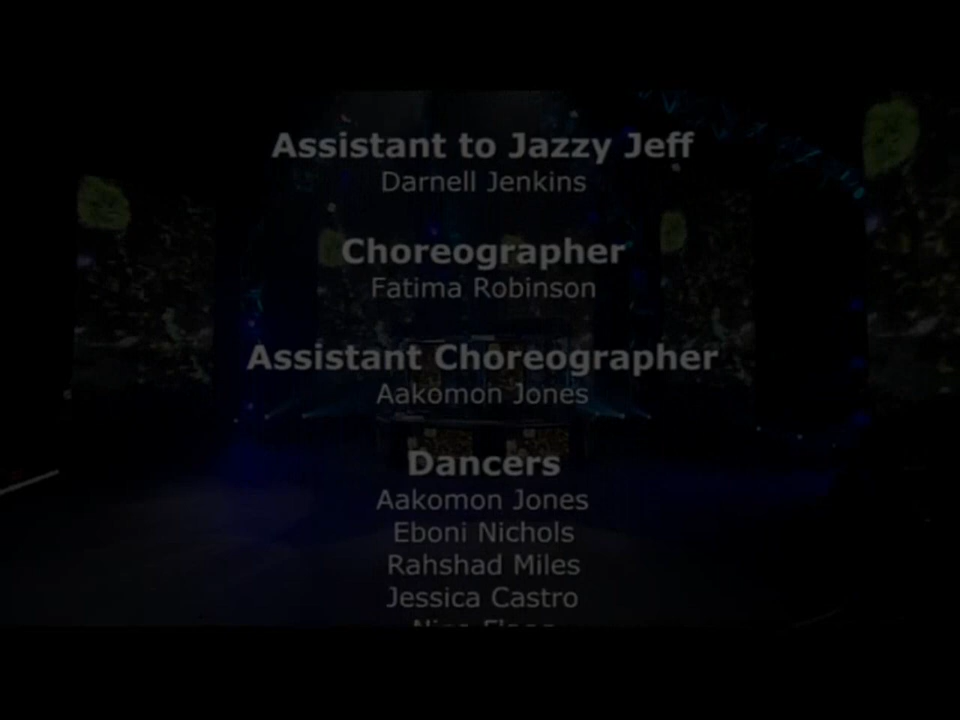 Assistant to Jazzy Jeff
Darnell Jenkins
Choreographer
Fatima Robinson
Assistant Choreographer
Aakomon Jones
Dancers
Aakomon Jones
Eboni Nichols
Rahshad Miles
Jessica Castro